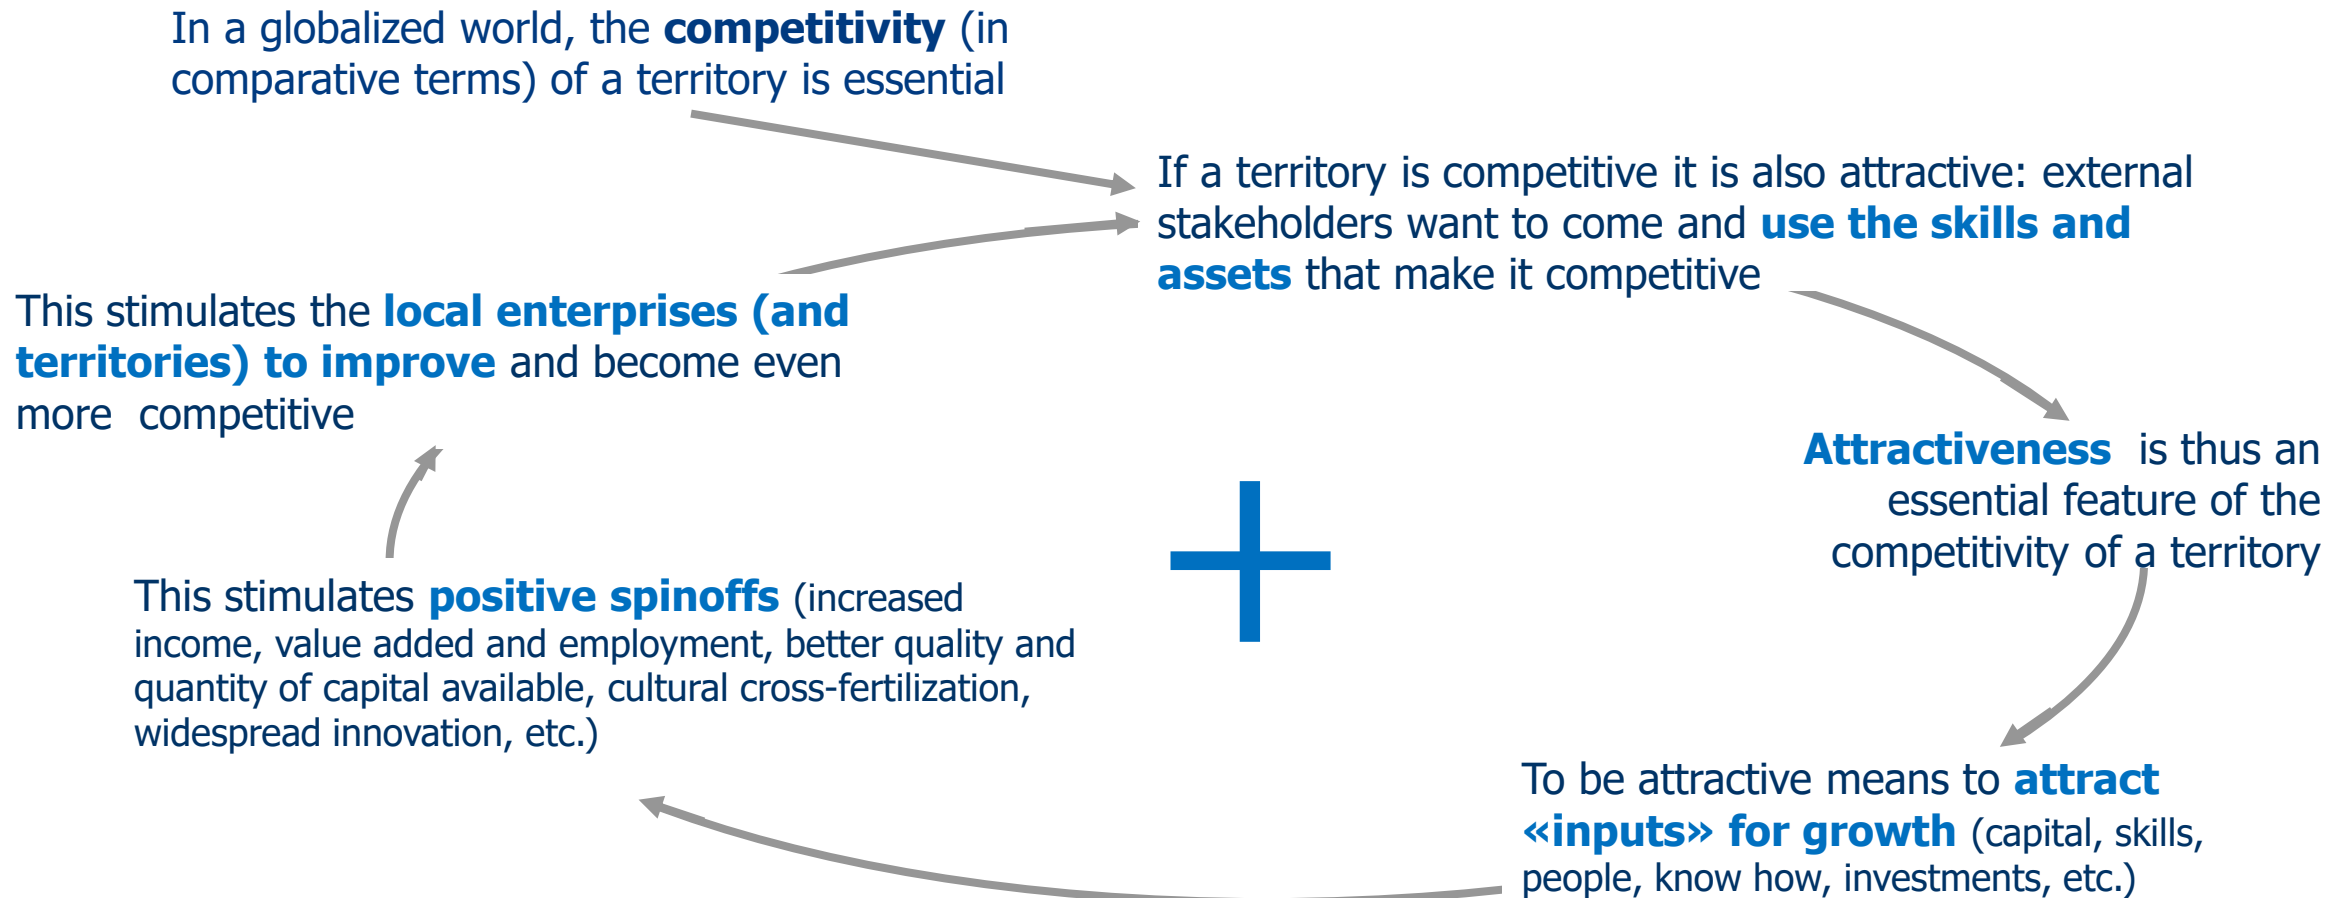 In a globalized world, the competitivity (in
comparative terms) of a territory is essential
If a territory is competitive it is also attractive: external
stakeholders want to come and use the skills and
assets that make it competitive
Attractiveness is thus an
essential feature of the
competitivity of a territory
To be attractive means to attract
«inputs» for growth (capital, skills,
people, know how, investments, etc.)
This stimulates positive spinoffs (increased
income, value added and employment, better quality and
quantity of capital available, cultural cross-fertilization,
widespread innovation, etc.)
This stimulates the local enterprises (and
territories) to improve and become even
more competitive